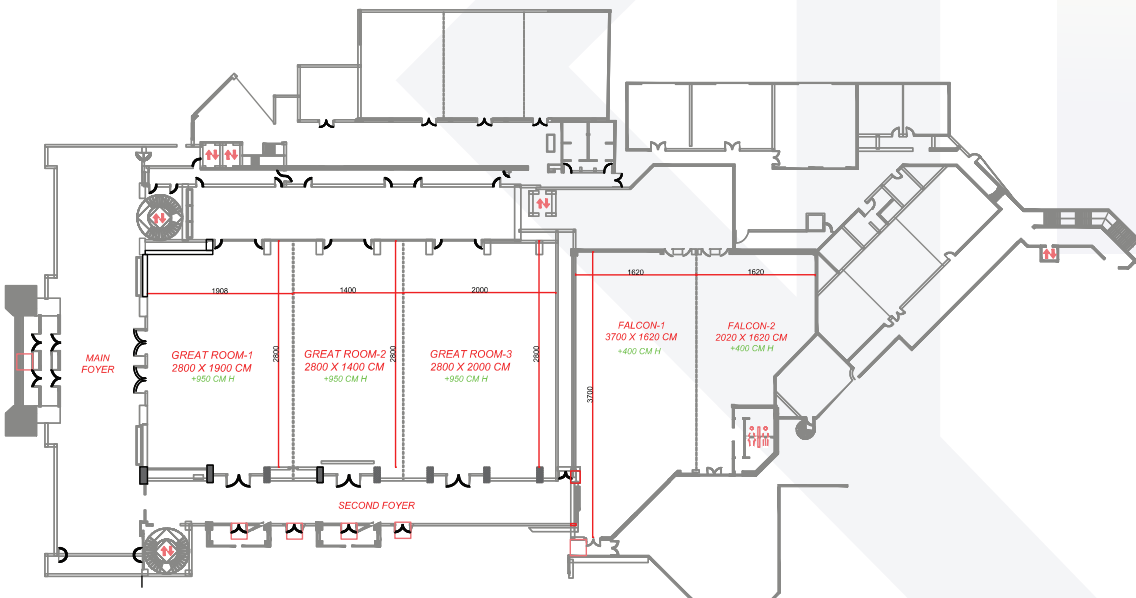 1620
1620
1908
1400
2000
FALCON-1
3700 X 1620 CM
+400 CM H
FALCON-2
2020 X 1620 CM
+400 CM H
MAIN
FOYER
GREAT ROOM-1
2800 X 1900 CM
+950 CM H
2800
GREAT ROOM-2
2800 X 1400 CM
+950 CM H
2800
GREAT ROOM-3
2800 X 2000 CM
+950 CM H
2800
3700
SECOND FOYER